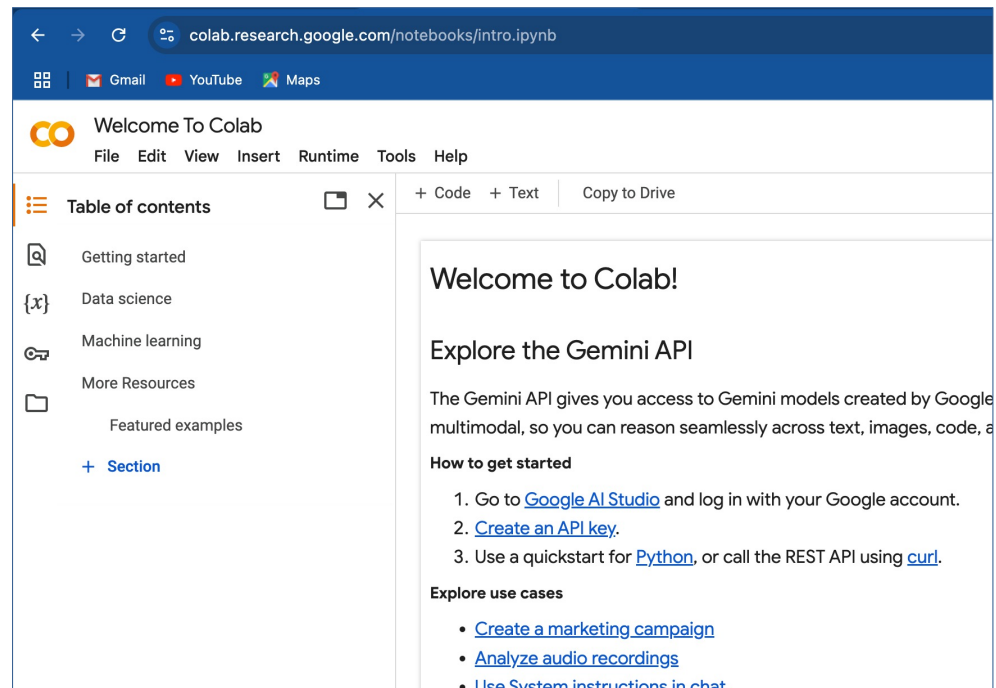 colab.research.google.com/notebooks/intro.ipynb
Gmail YouTube Maps
Welcome To Colab
File Edit View Insert Runtime Tools Help
Table of contents
Getting started
Data science
Machine learning
More Resources
Featured examples
+ Section
+ Code + Text Copy to Drive
Welcome to Colab!
Explore the Gemini API
The Gemini API gives you access to Gemini models created by Google
multimodal, so you can reason seamlessly across text, images, code, a
How to get started
1. Go to Google AI Studio and log in with your Google account.
2. Create an API key.
3. Use a quickstart for Python, or call the REST API using curl.
Explore use cases
• Create a marketing campaign
• Analyze audio recordings
• Use System instructions in chat